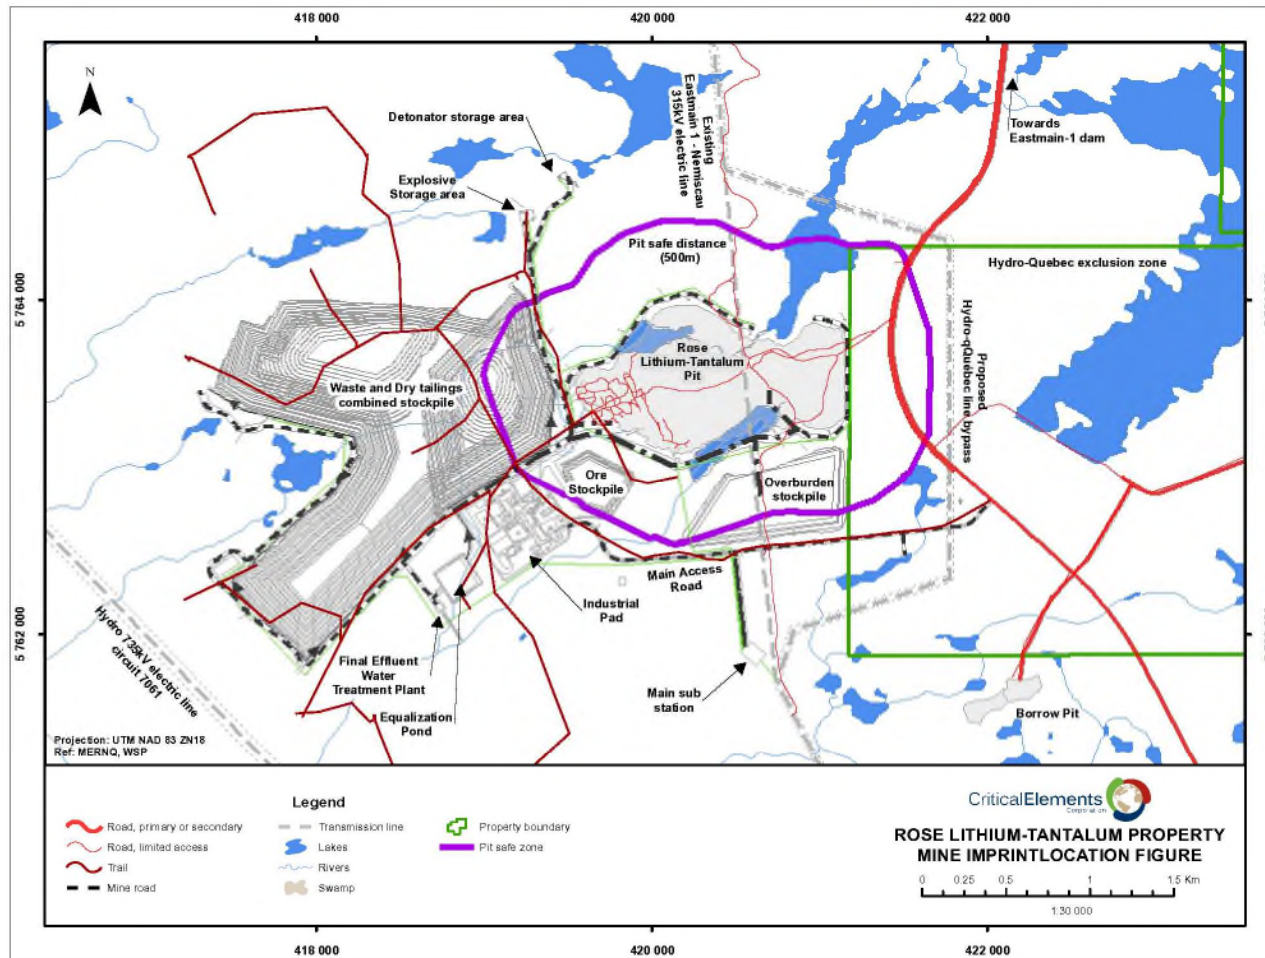 418 000
420 000
422 000
N
Detonator storage area
Explosive
Storage area
Existing
Eastmain 1 - Nemiscau
315kV electric line
Towards
Eastmain-1 dam
Pit safe distance
(500m)
Hydro-Quebec exclusion zone
5 764 000
Rose
Lithium-Tantalum
Pit
Proposed
Hydro-qQuébec line bypass
Waste and Dry tailings
combined stockpile
Ore
Stockpile
Overburden
stockpile
Main Access
Road
Industrial
Pad
5 762 000
Hydro 735kV electric line
circuit 7061
Final Effluent
Water
Treatment Plant
Equalization
Pond
Main sub
station
Borrow Pit
Projection: UTM NAD 83 ZN18
Ref: MERNQ, WSP
Legend
Road, primary or secondary
Road, limited access
Trail
Mine road
Transmission line
Lakes
Rivers
Swamp
Property boundary
Pit safe zone
CriticalElements
Corporation
ROSE LITHIUM-TANTALUM PROPERTY
MINE IMPRINTLOCATION FIGURE
0 0.25 0.5 1 1.5 Km
1:30 000
418 000
420 000
422 000